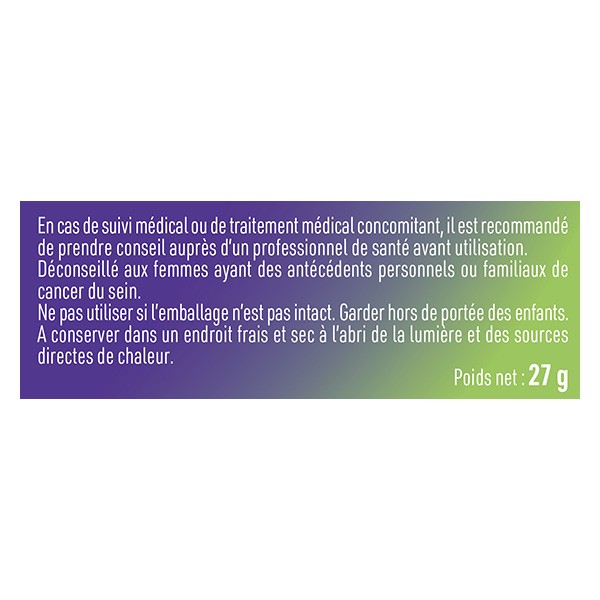 En cas de suivi médical ou de traitement médical concomitant, il est recommandé
de prendre conseil auprès d'un professionnel de santé avant utilisation.
Déconseillé aux femmes ayant des antécédents personnels ou familiaux de
cancer du sein.
Ne pas utiliser si l'emballage n'est pas intact. Garder hors de portée des enfants.
A conserver dans un endroit frais et sec à l'abri de la lumière et des sources
directes de chaleur.
Poids net : 27 g